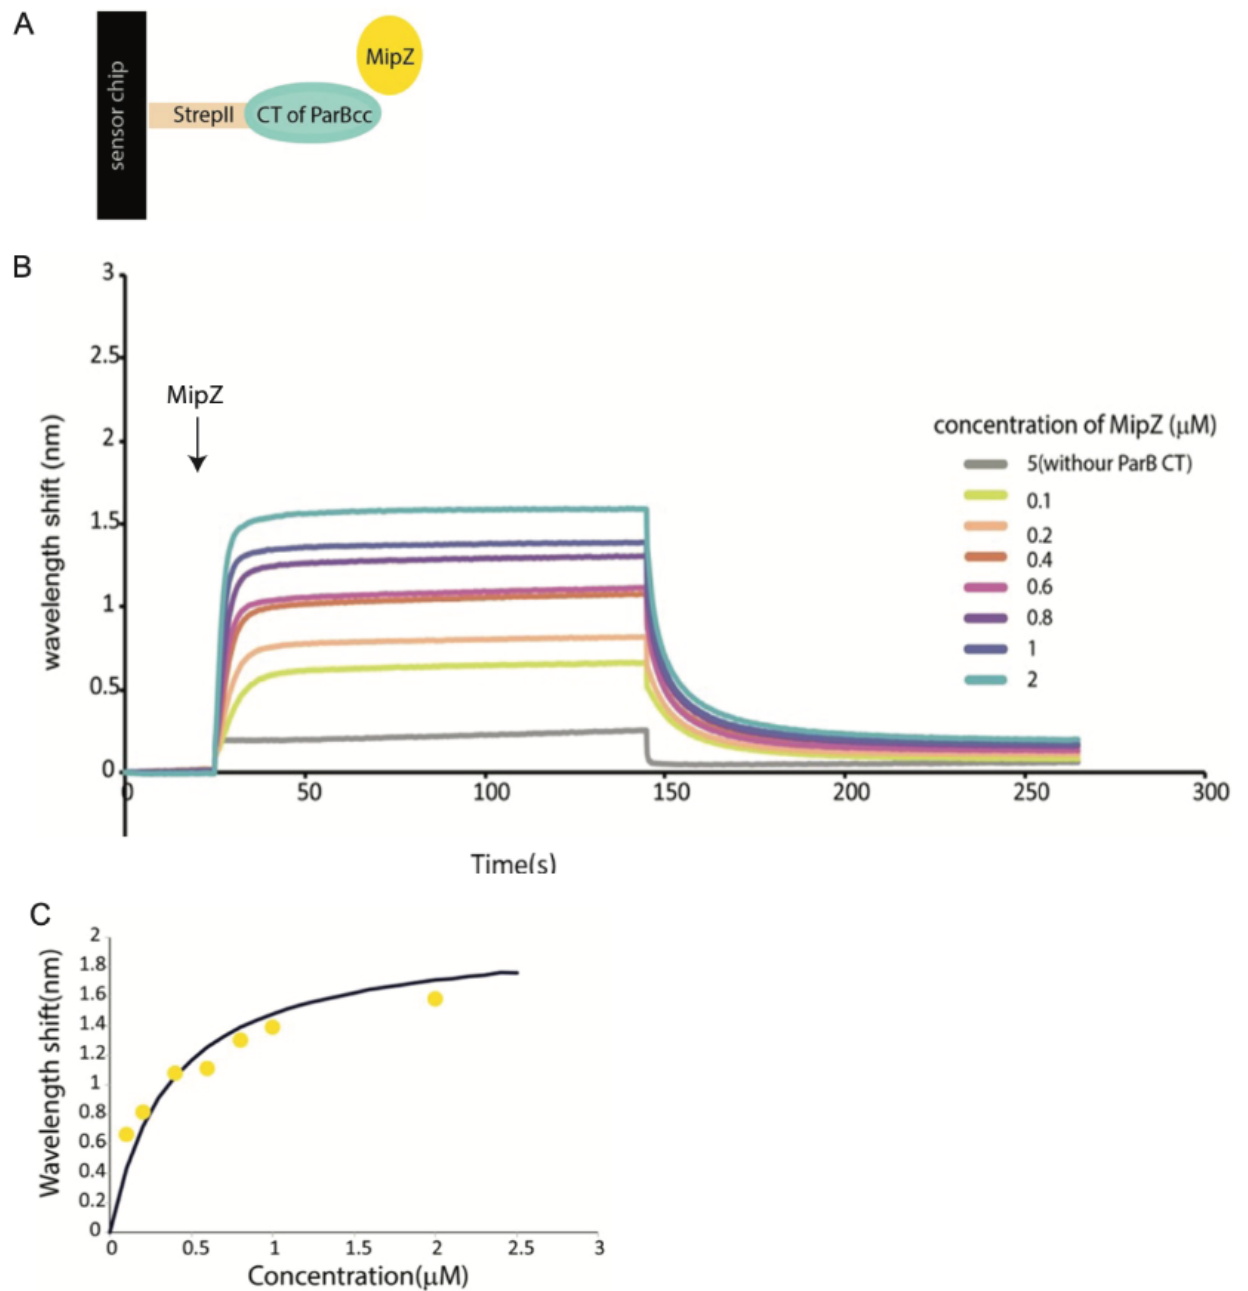 A
sensor chip
StrepII
CT of ParBcc
MipZ
B
wavelength shift (nm)
3
2.5
2
1.5
1
0.5
0
MipZ
concentration of MipZ (µM)
5(withour ParB CT)
0.1
0.2
0.4
0.6
0.8
1
2
0 50 100 150 200 250 300
Time(s)
C
Wavelength shift(nm)
2
1.8
1.6
1.4
1.2
1
0.8
0.6
0.4
0.2
0
0 0.5 1 1.5 2 2.5 3
Concentration(µM)